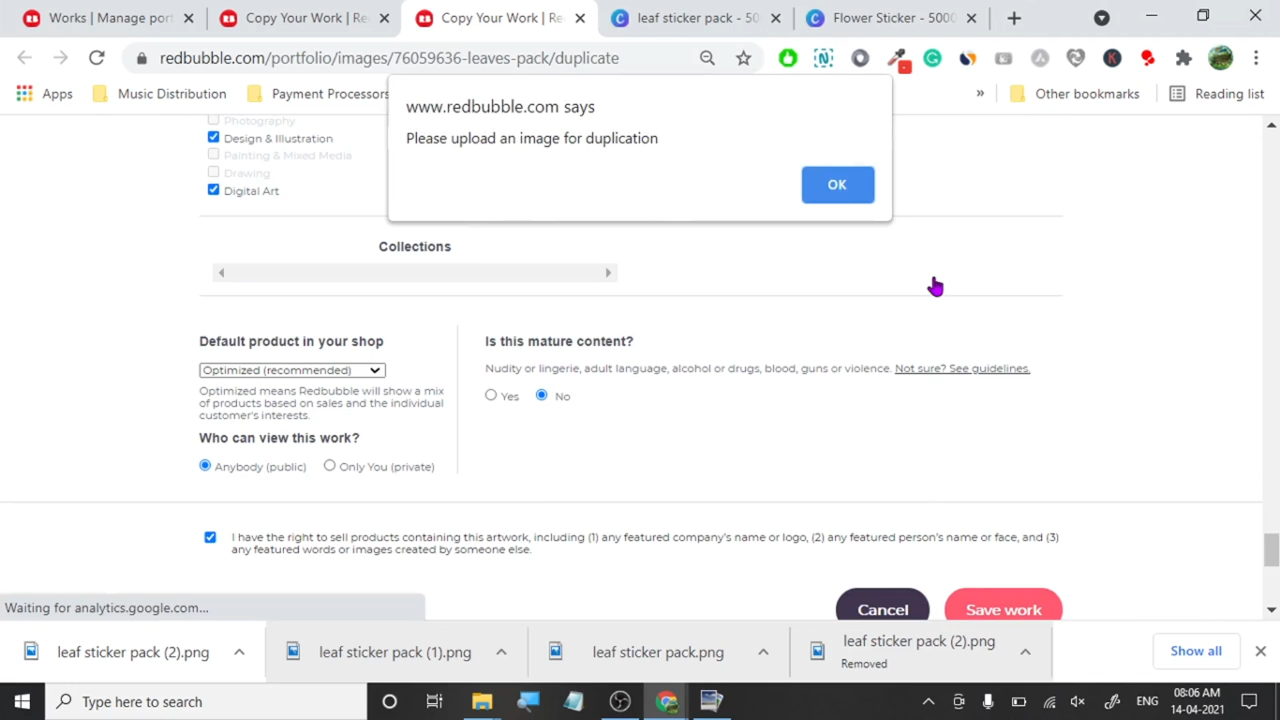 Works | Manage port
Copy Your Work | Re
Copy Your Work | Re
leaf sticker pack - 50
Flower Sticker - 5000
redbubble.com/portfolio/images/76059636-leaves-pack/duplicate
Apps
Music Distribution
Payment Processors
»
Other bookmarks
Reading list
www.redbubble.com says
Please upload an image for duplication
OK
Photography
Design & Illustration
Painting & Mixed Media
Drawing
Digital Art
Collections
Default product in your shop
Optimized (recommended)
Optimized means Redbubble will show a mix
of products based on sales and the individual
customer's interests.
Who can view this work?
Anybody (public)
Only You (private)
Is this mature content?
Nudity or lingerie, adult language, alcohol or drugs, blood, guns or violence. Not sure? See guidelines.
Yes
No
I have the right to sell products containing this artwork, including (1) any featured company's name or logo, (2) any featured person's name or face, and (3)
any featured words or images created by someone else.
Cancel
Save work
Waiting for analytics.google.com...
leaf sticker pack (2).png
leaf sticker pack (1).png
leaf sticker pack.png
leaf sticker pack (2).png
Removed
Show all
Type here to search
ENG
08:06 AM
14-04-2021